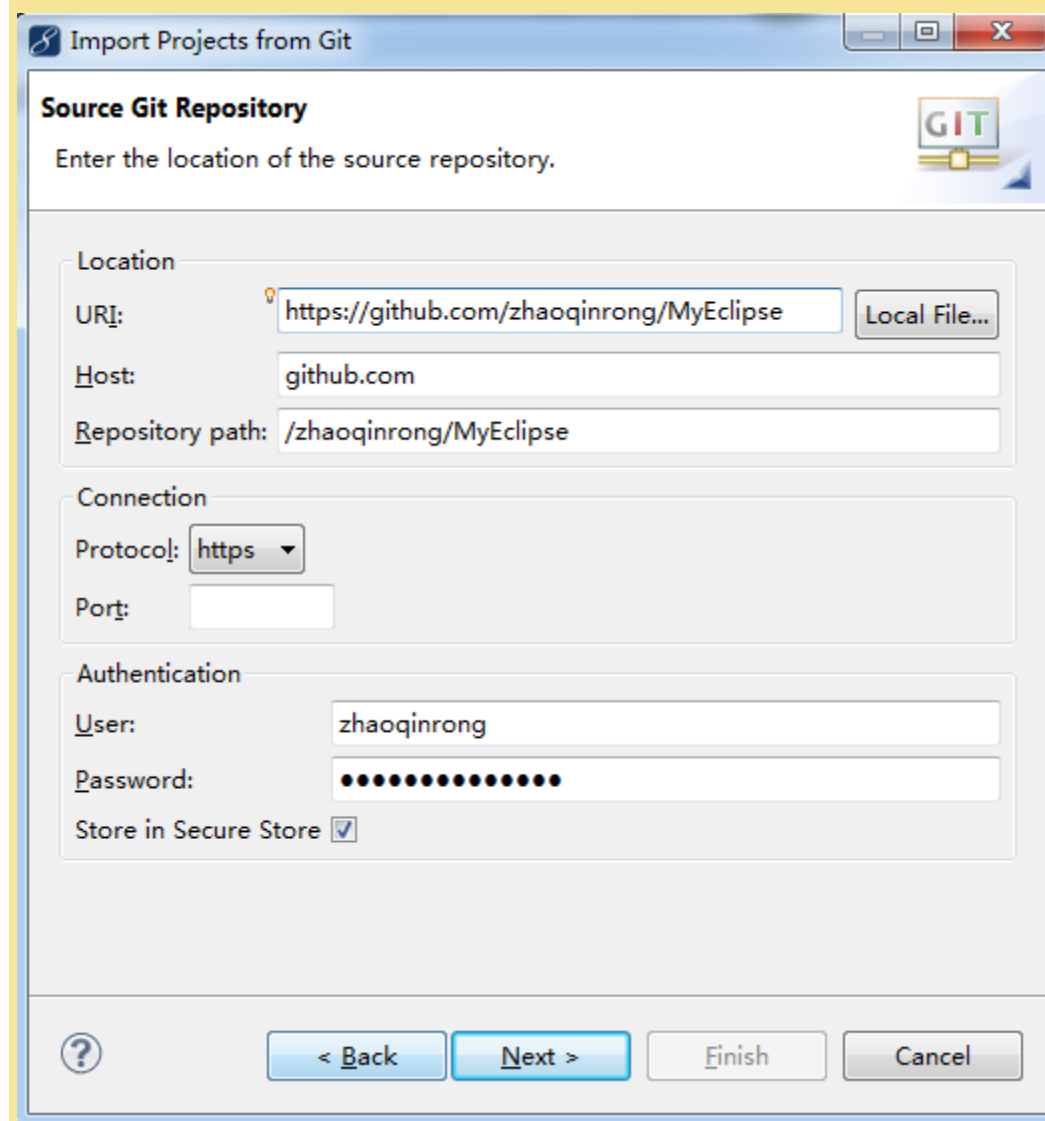 Import Projects from Git
Source Git Repository
GIT
Enter the location of the source repository.
Location
URI: https://github.com/zhaoqinrong/MyEclipse Local File...
Host: github.com
Repository path: /zhaoqinrong/MyEclipse
Connection
Protocol: https
Port:
Authentication
User: zhaoqinrong
Password: ●●●●●●●●●●●●●●
Store in Secure Store
? < Back Next > Finish Cancel